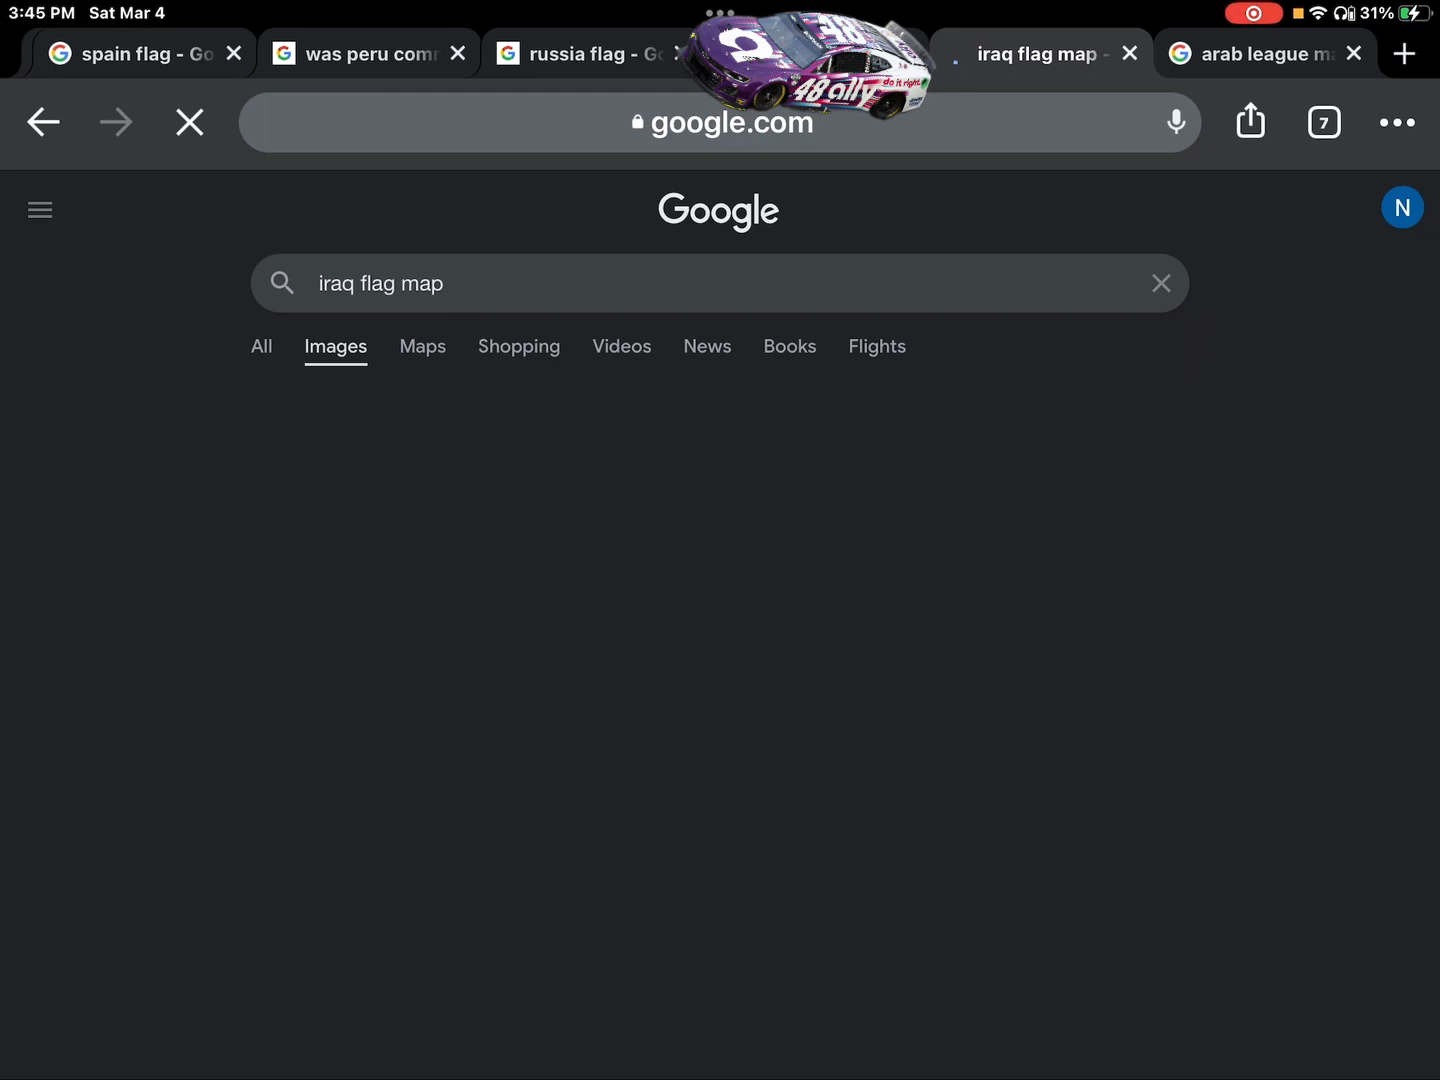 3:45 PM Sat Mar 4
31%
spain flag - Go
was peru com
russia flag - Go
iraq flag map -
arab league m
48 ally
do it right.
google.com
7
Google
N
iraq flag map
All Images Maps Shopping Videos News Books Flights